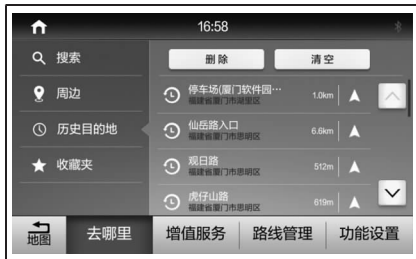 16:58
搜索
周边
历史目的地
收藏夹
删除
清空
停车场(厦门软件园…
福建省厦门市湖里区
1.0km
仙岳路入口
福建省厦门市思明区
6.6km
观日路
福建省厦门市思明区
512m
虎仔山路
福建省厦门市思明区
619m
地图
去哪里
增值服务
路线管理
功能设置